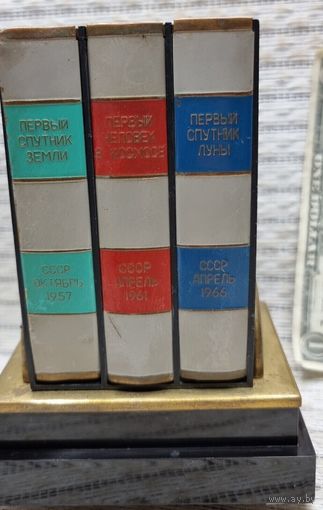 ПЕРВЫЙ
СПУТНИК
ЗЕМЛИ
СССР
ОКТЯБРЬ
1957
ПЕРВЫЙ
ЧЕЛОВЕК
В КОСМОСЕ
СССР
АПРЕЛЬ
1961
ПЕРВЫЙ
СПУТНИК
ЛУНЫ
СССР
АПРЕЛЬ
1966
www.ay.by